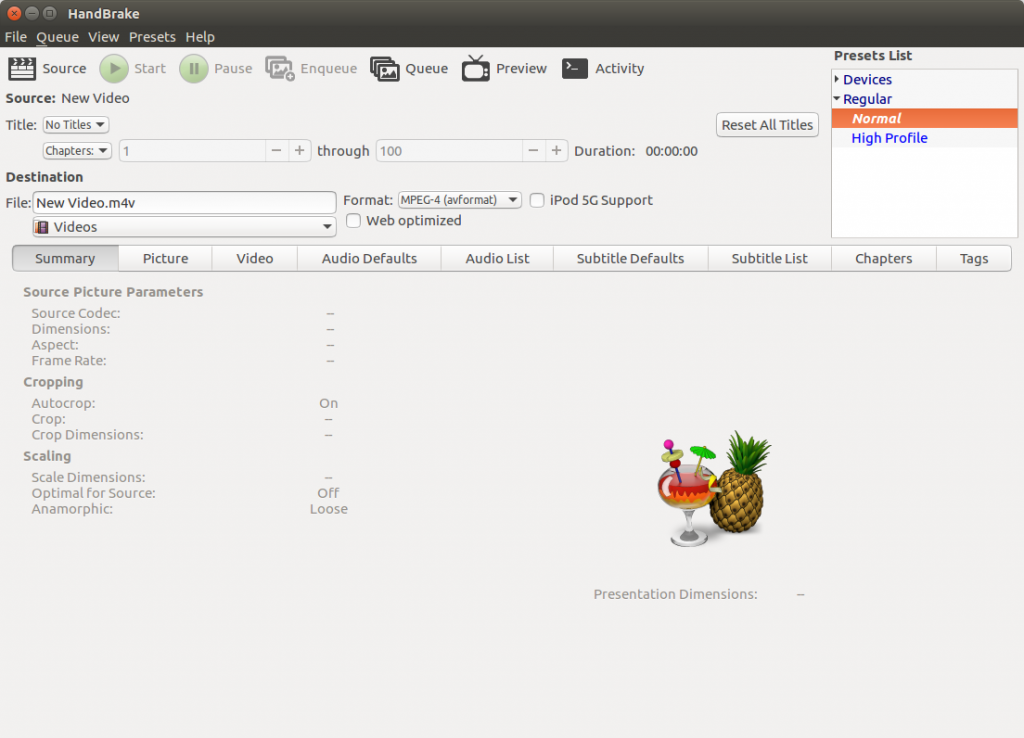 HandBrake
File Queue View Presets Help
Source Start Pause Enqueue Queue Preview Activity
Source: New Video
Title: No Titles Reset All Titles
Chapters: 1 − + through 100 − + Duration: 00:00:00
Destination
File: New Video.m4v Format: MPEG-4 (avformat) iPod 5G Support
Videos Web optimized
Presets List
Devices
Regular
Normal
High Profile
Summary Picture Video Audio Defaults Audio List Subtitle Defaults Subtitle List Chapters Tags
Source Picture Parameters
Source Codec: --
Dimensions: --
Aspect: --
Frame Rate: --
Cropping
Autocrop: On
Crop: --
Crop Dimensions: --
Scaling
Scale Dimensions: --
Optimal for Source: Off
Anamorphic: Loose
Presentation Dimensions: --